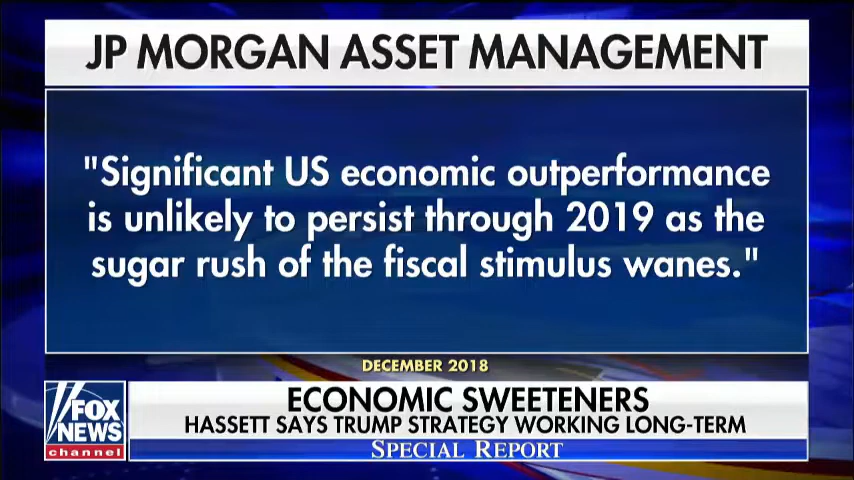 JP MORGAN ASSET MANAGEMENT
"Significant US economic outperformance
is unlikely to persist through 2019 as the
sugar rush of the fiscal stimulus wanes."
DECEMBER 2018
FOX
NEWS
channel
ECONOMIC SWEETENERS
HASSETT SAYS TRUMP STRATEGY WORKING LONG-TERM
SPECIAL REPORT